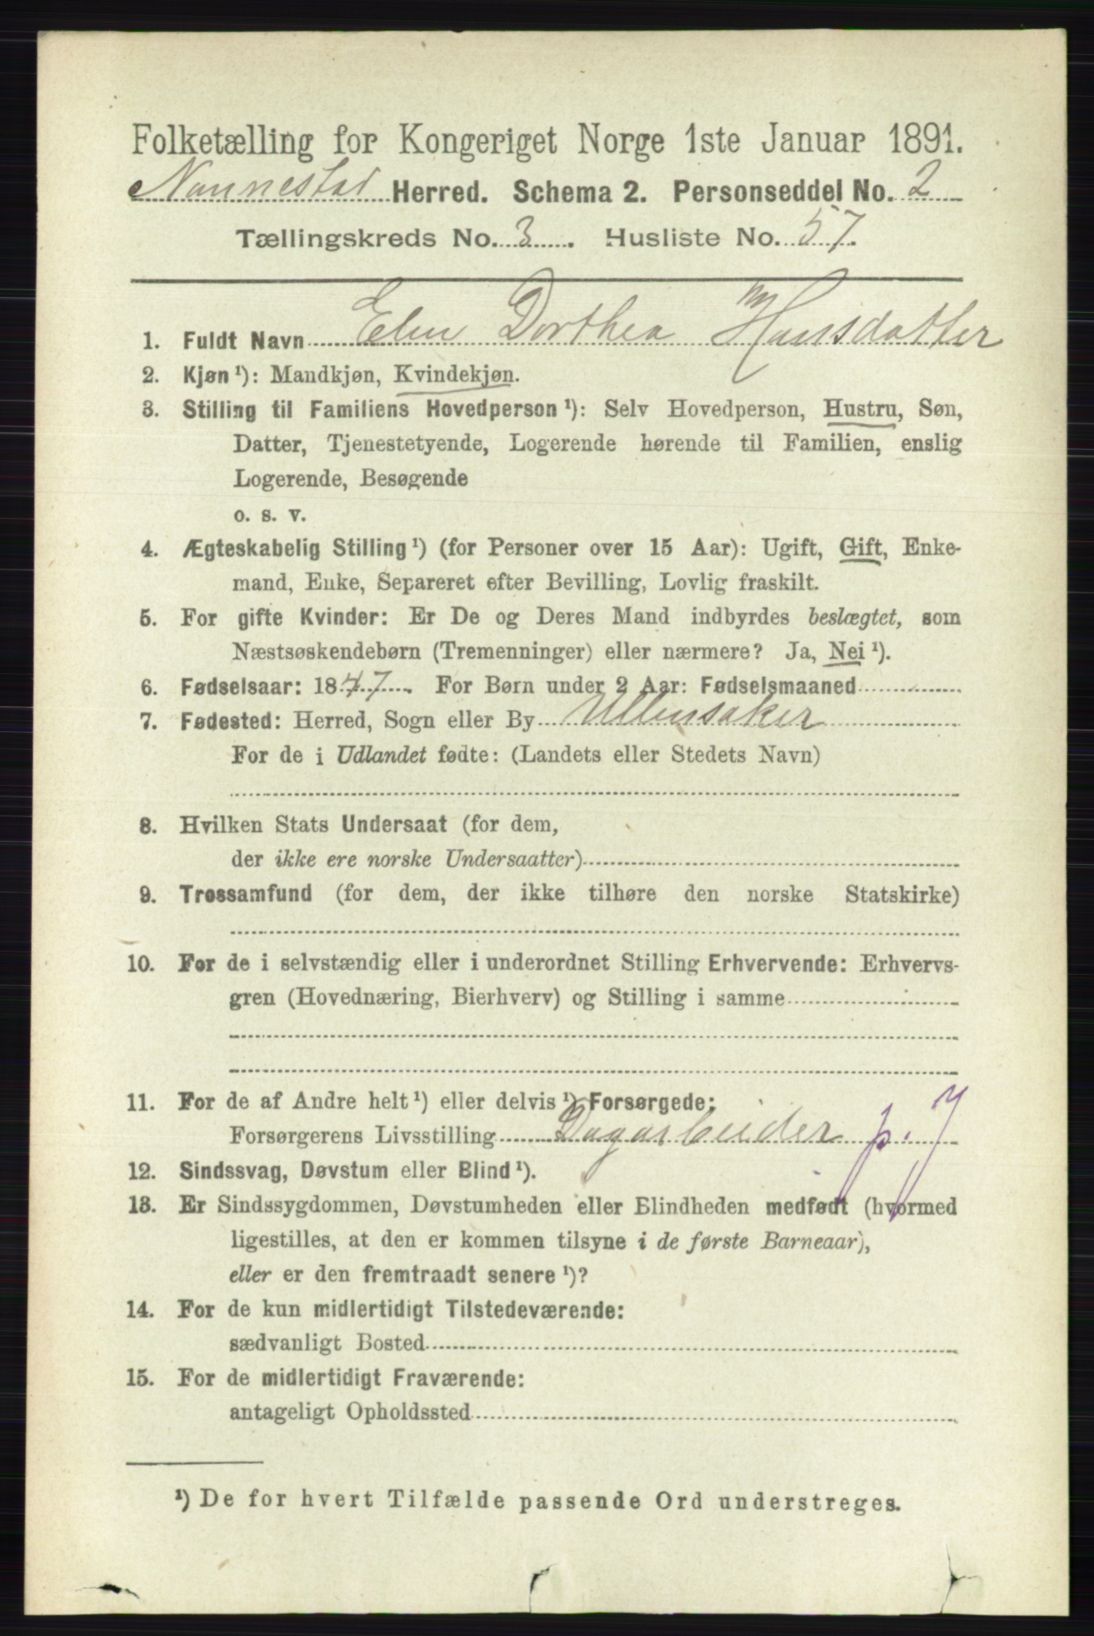 Folketælling for Kongeriget Norge 1ste Januar 1891.
Nannestad Herred. Schema 2. Personseddel No. 2
Tællingskreds No. 3. Husliste No. 57.
1. Fuldt Navn Elen Dorthea Hansdatter
2. Kjøn ¹): Mandkjøn, Kvindekjøn.
3. Stilling til Familiens Hovedperson ¹): Selv Hovedperson, Hustru, Søn,
Datter, Tjenestetyende, Logerende hørende til Familien, enslig
Logerende, Besøgende
o. s. v.
4. Ægteskabelig Stilling ¹) (for Personer over 15 Aar): Ugift, Gift, Enke-
mand, Enke, Separeret efter Bevilling, Lovlig fraskilt.
5. For gifte Kvinder: Er De og Deres Mand indbyrdes beslægtet, som
Næstsøskendebørn (Tremenninger) eller nærmere? Ja, Nei ¹).
6. Fødselsaar: 1847. For Børn under 2 Aar: Fødselsmaaned
7. Fødested: Herred, Sogn eller By Ullensaker
For de i Udlandet fødte: (Landets eller Stedets Navn)
8. Hvilken Stats Undersaat (for dem,
der ikke ere norske Undersaatter)
9. Trossamfund (for dem, der ikke tilhøre den norske Statskirke)
10. For de i selvstændig eller i underordnet Stilling Erhvervende: Erhvervs-
gren (Hovednæring, Bierhverv) og Stilling i samme
11. For de af Andre helt ¹) eller delvis ¹) Forsørgede:
Forsørgerens Livsstilling Dagarbeider p. J
12. Sindssvag, Døvstum eller Blind ¹).
13. Er Sindssygdommen, Døvstumheden eller Blindheden medfødt (hvormed
ligestilles, at den er kommen tilsyne i de første Barneaar),
eller er den fremtraadt senere ¹)?
14. For de kun midlertidigt Tilstedeværende:
sædvanligt Bosted
15. For de midlertidigt Fraværende:
antageligt Opholdssted
¹) De for hvert Tilfælde passende Ord understreges.